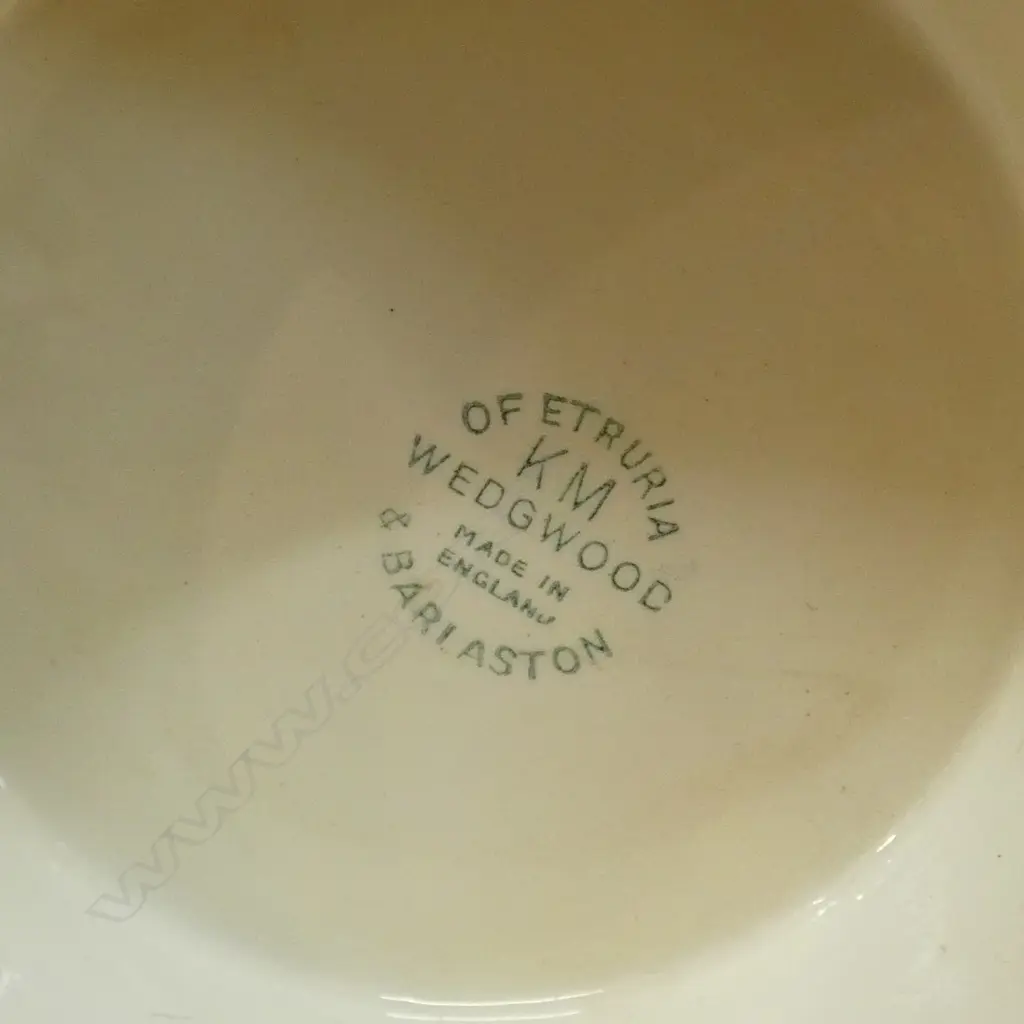 OF ETRURIA
KM
WEDGWOOD
MADE IN
ENGLAND
& BARLASTON